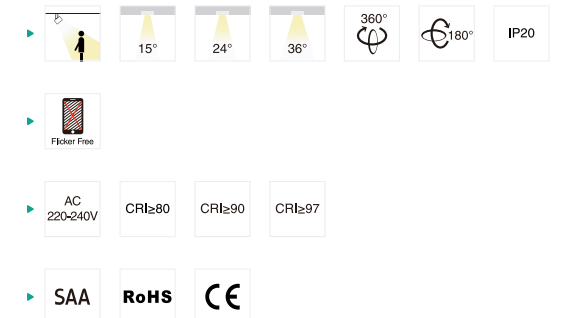 15° 24° 36° 360° 180° IP20
Flicker Free
AC 220-240V CRI≥80 CRI≥90 CRI≥97
SAA RoHS CE